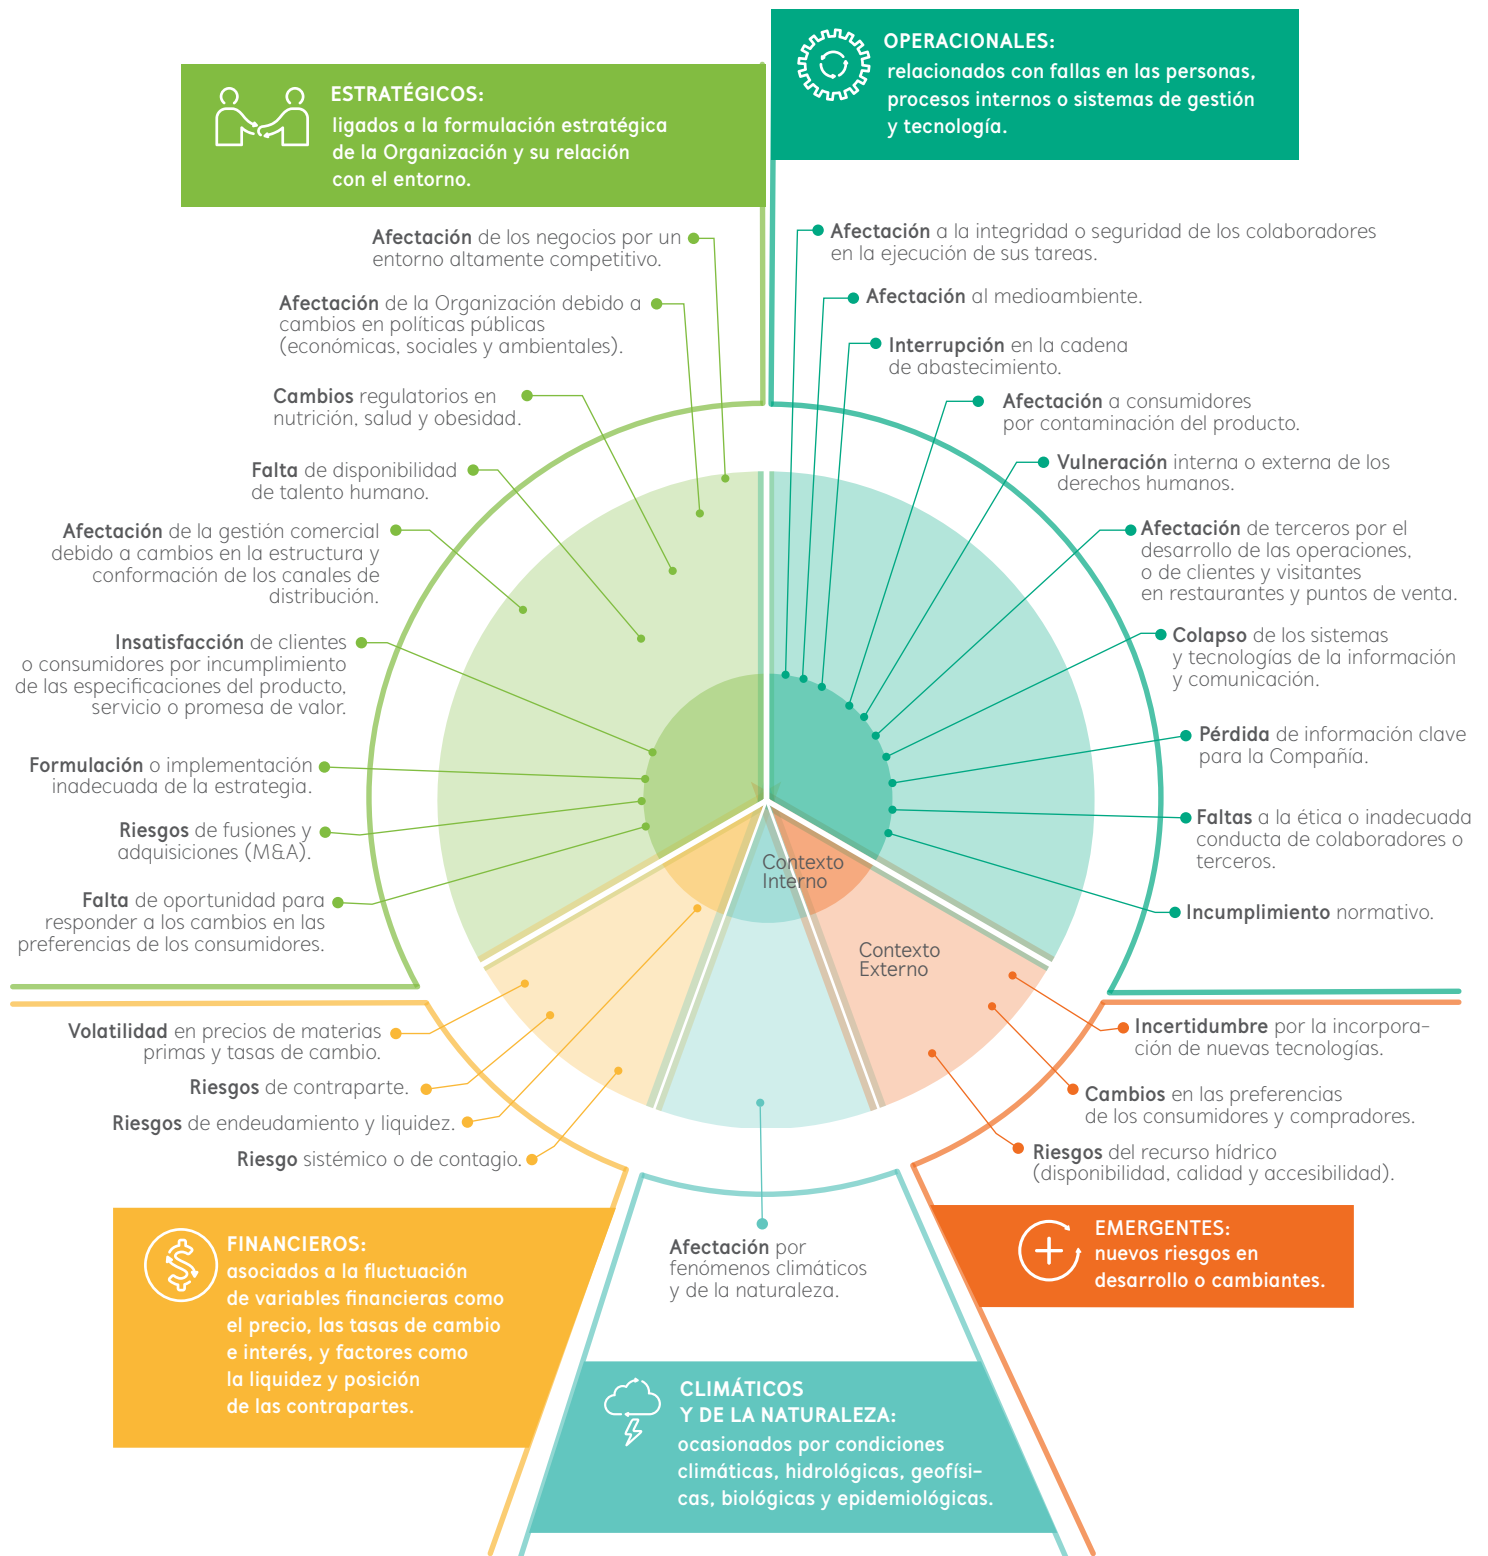 ESTRATÉGICOS:
ligados a la formulación estratégica
de la Organización y su relación
con el entorno.
OPERACIONALES:
relacionados con fallas en las personas,
procesos internos o sistemas de gestión
y tecnología.
Afectación de los negocios por un
entorno altamente competitivo.
Afectación de la Organización debido a
cambios en políticas públicas
(económicas, sociales y ambientales).
Cambios regulatorios en
nutrición, salud y obesidad.
Falta de disponibilidad
de talento humano.
Afectación de la gestión comercial
debido a cambios en la estructura y
conformación de los canales de
distribución.
Insatisfacción de clientes
o consumidores por incumplimiento
de las especificaciones del producto,
servicio o promesa de valor.
Formulación o implementación
inadecuada de la estrategia.
Riesgos de fusiones y
adquisiciones (M&A).
Falta de oportunidad para
responder a los cambios en las
preferencias de los consumidores.
Afectación a la integridad o seguridad de los colaboradores
en la ejecución de sus tareas.
Afectación al medioambiente.
Interrupción en la cadena
de abastecimiento.
Afectación a consumidores
por contaminación del producto.
Vulneración interna o externa de los
derechos humanos.
Afectación de terceros por el
desarrollo de las operaciones,
o de clientes y visitantes
en restaurantes y puntos de venta.
Colapso de los sistemas
y tecnologías de la información
y comunicación.
Pérdida de información clave
para la Compañía.
Faltas a la ética o inadecuada
conducta de colaboradores o
terceros.
Incumplimiento normativo.
Contexto
Interno
Contexto
Externo
Volatilidad en precios de materias
primas y tasas de cambio.
Riesgos de contraparte.
Riesgos de endeudamiento y liquidez.
Riesgo sistémico o de contagio.
Incertidumbre por la incorpora-
ción de nuevas tecnologías.
Cambios en las preferencias
de los consumidores y compradores.
Riesgos del recurso hídrico
(disponibilidad, calidad y accesibilidad).
FINANCIEROS:
asociados a la fluctuación
de variables financieras como
el precio, las tasas de cambio
e interés, y factores como
la liquidez y posición
de las contrapartes.
Afectación por
fenómenos climáticos
y de la naturaleza.
EMERGENTES:
nuevos riesgos en
desarrollo o cambiantes.
CLIMÁTICOS
Y DE LA NATURALEZA:
ocasionados por condiciones
climáticas, hidrológicas, geofísi-
cas, biológicas y epidemiológicas.